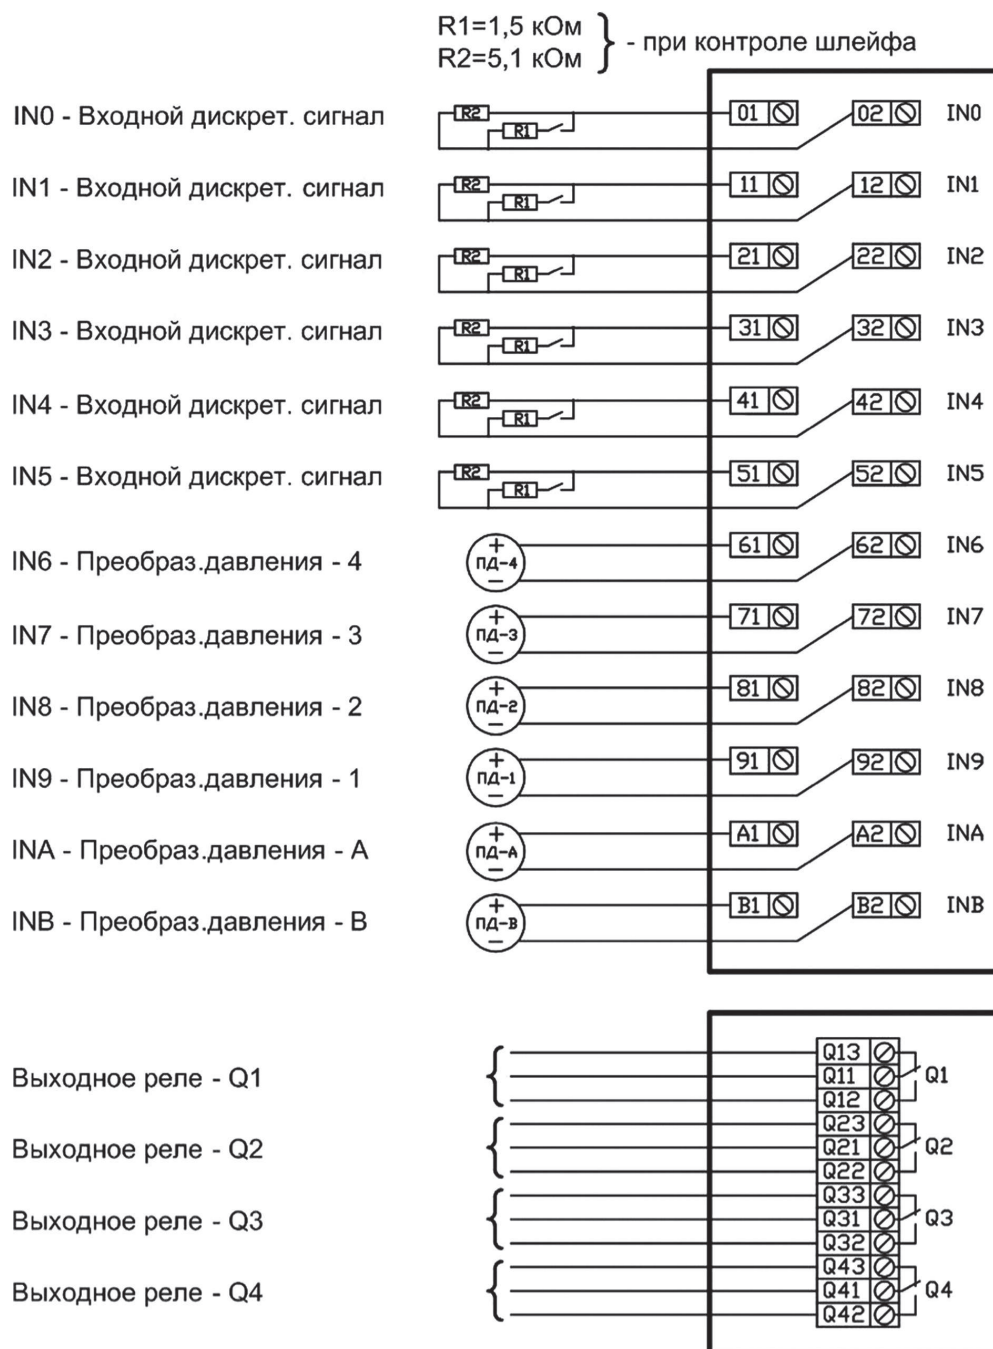 R1=1,5 кОм
R2=5,1 кОм
- при контроле шлейфа
IN0 - Входной дискрет. сигнал R2 R1 01 02 IN0
IN1 - Входной дискрет. сигнал R2 R1 11 12 IN1
IN2 - Входной дискрет. сигнал R2 R1 21 22 IN2
IN3 - Входной дискрет. сигнал R2 R1 31 32 IN3
IN4 - Входной дискрет. сигнал R2 R1 41 42 IN4
IN5 - Входной дискрет. сигнал R2 R1 51 52 IN5
IN6 - Преобраз.давления - 4 + ПД-4 − 61 62 IN6
IN7 - Преобраз.давления - 3 + ПД-3 − 71 72 IN7
IN8 - Преобраз.давления - 2 + ПД-2 − 81 82 IN8
IN9 - Преобраз.давления - 1 + ПД-1 − 91 92 IN9
INA - Преобраз.давления - A + ПД-A − A1 A2 INA
INB - Преобраз.давления - B + ПД-B − B1 B2 INB
Q13
Выходное реле - Q1 Q11 Q1
Q12
Q23
Выходное реле - Q2 Q21 Q2
Q22
Q33
Выходное реле - Q3 Q31 Q3
Q32
Q43
Выходное реле - Q4 Q41 Q4
Q42